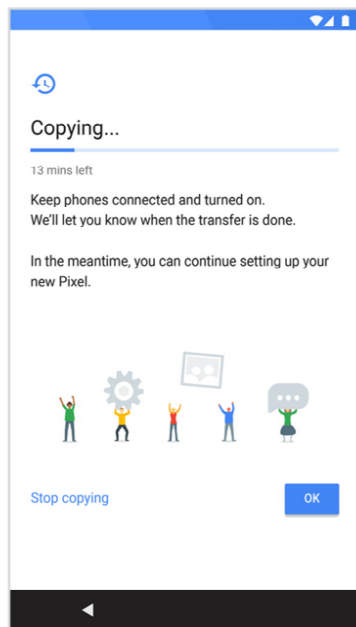 Copying...
13 mins left
Keep phones connected and turned on.
We'll let you know when the transfer is done.
In the meantime, you can continue setting up your
new Pixel.
Stop copying
OK